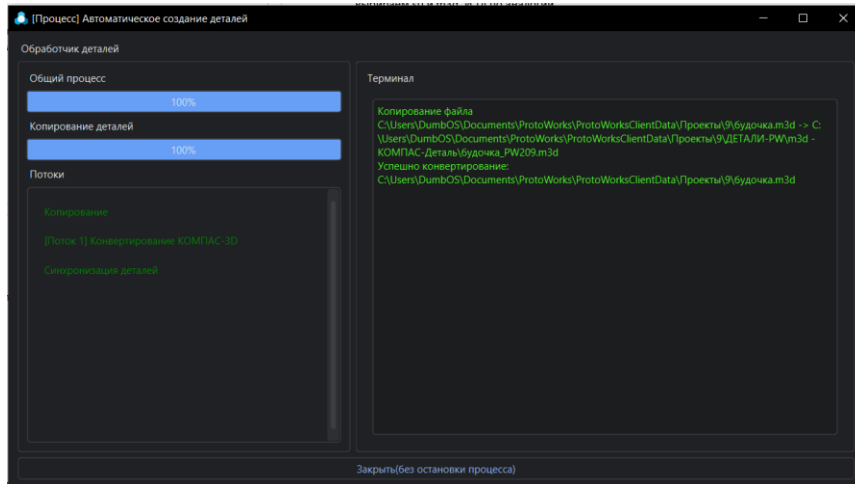 [Процесс] Автоматическое создание деталей
Обработчик деталей
Общий процесс
100%
Копирование деталей
100%
Потоки
Копирование
[Поток 1] Конвертирование КОМПАС-3D
Синхронизация деталей
Терминал
Копирование файла
C:\Users\DumbOS\Documents\ProtoWorks\ProtoWorksClientData\Проекты\9\будочка.m3d -> C:
\Users\DumbOS\Documents\ProtoWorks\ProtoWorksClientData\Проекты\9\ДЕТАЛИ-PW\m3d -
КОМПАС-Деталь\будочка_PW209.m3d
Успешно конвертирование:
C:\Users\DumbOS\Documents\ProtoWorks\ProtoWorksClientData\Проекты\9\будочка.m3d
Закрыть(без остановки процесса)